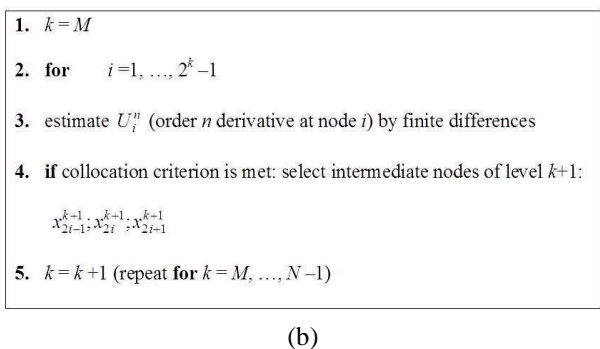 1. k = M
2. for i =1, …, 2^k –1
3. estimate U_i^n (order n derivative at node i) by finite differences
4. if collocation criterion is met: select intermediate nodes of level k+1:
x_{2i−1}^{k+1}; x_{2i}^{k+1}; x_{2i+1}^{k+1}
5. k = k +1 (repeat for k = M, …, N –1)
(b)